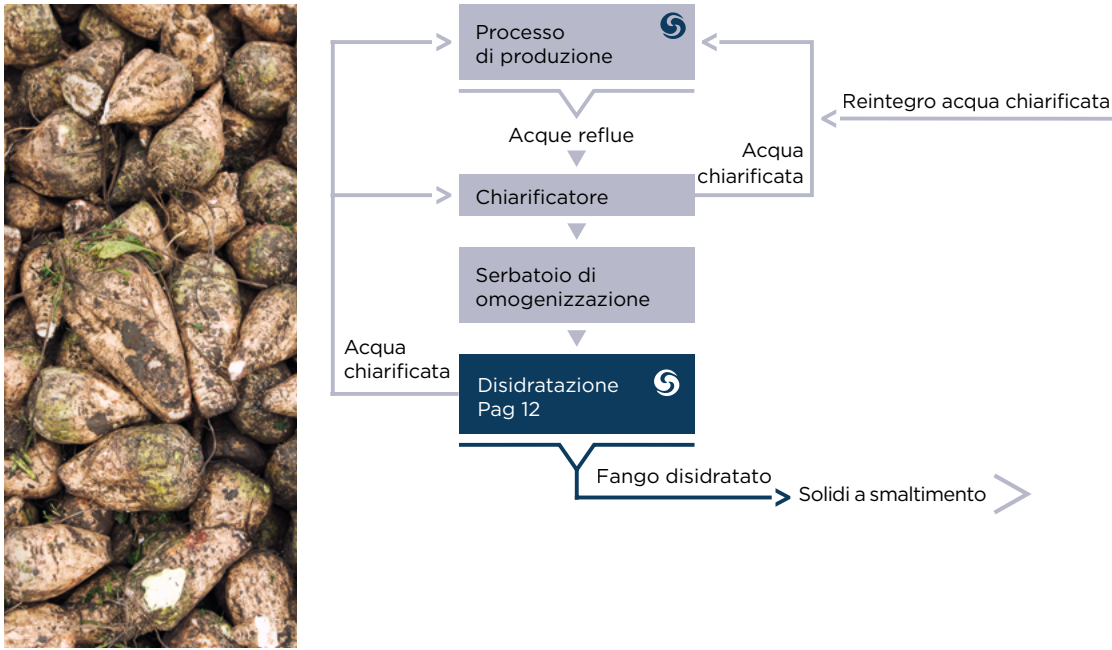 Processo
di produzione
Reintegro acqua chiarificata
Acque reflue
Acqua
chiarificata
Chiarificatore
Serbatoio di
omogenizzazione
Acqua
chiarificata
Disidratazione
Pag 12
Fango disidratato
Solidi a smaltimento